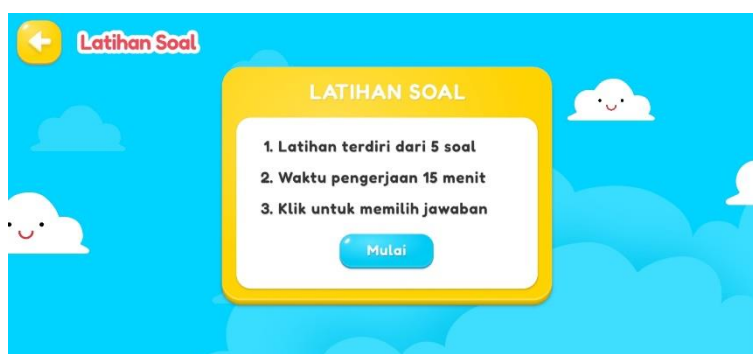 Latihan Soal
LATIHAN SOAL
1. Latihan terdiri dari 5 soal
2. Waktu pengerjaan 15 menit
3. Klik untuk memilih jawaban
Mulai